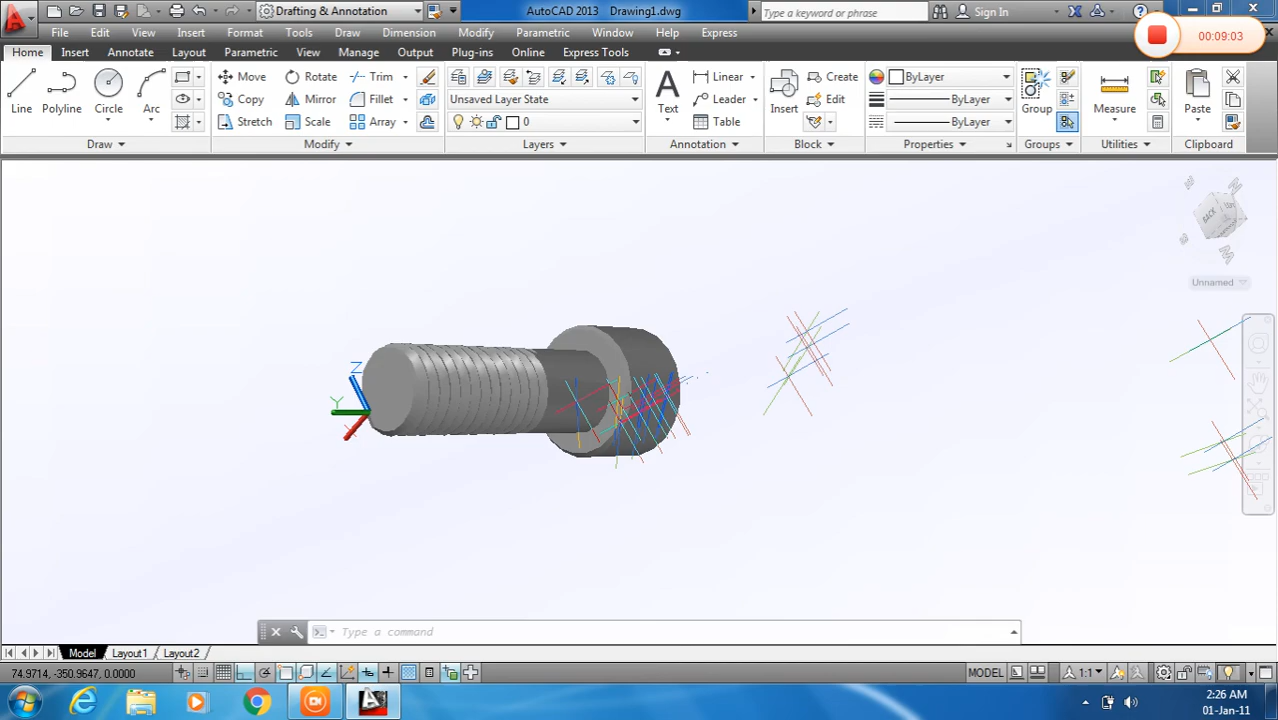 Drafting & Annotation AutoCAD 2013 Drawing1.dwg Type a keyword or phrase Sign In
File Edit View Insert Format Tools Draw Dimension Modify Parametric Window Help Express
00:09:03
Home Insert Annotate Layout Parametric View Manage Output Plug-ins Online Express Tools
Line Polyline Circle Arc
Move Rotate Trim
Copy Mirror Fillet
Stretch Scale Array
Unsaved Layer State
0
Text
Linear
Leader
Table
Insert
Create
Edit
ByLayer
ByLayer
ByLayer
Group
Measure
Paste
Draw Modify Layers Annotation Block Properties Groups Utilities Clipboard
BACK
Unnamed
Z
Y
X
Type a command
Model Layout1 Layout2
74.9714, -350.9647, 0.0000 MODEL 1:1
2:26 AM
01-Jan-11